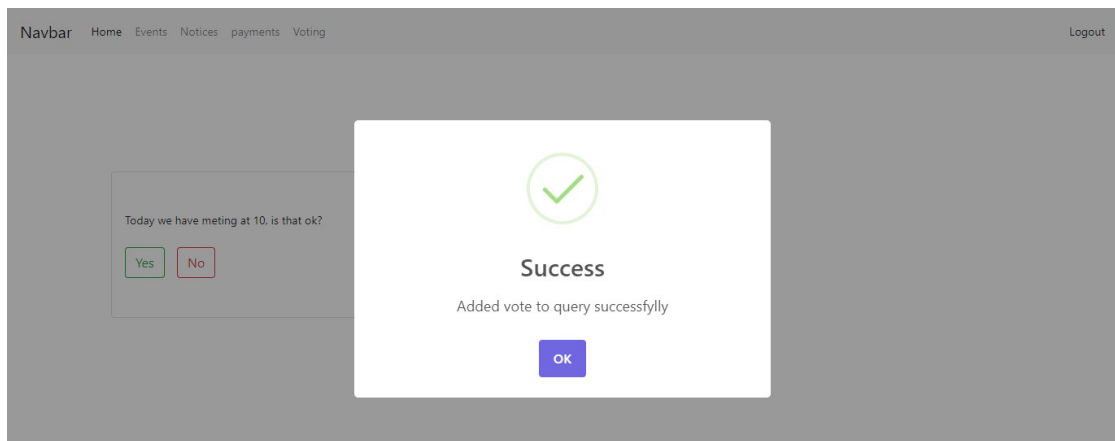 Navbar Home Events Notices payments Voting Logout
Today we have meting at 10, is that ok?
Yes No
Success
Added vote to query successfylly
OK